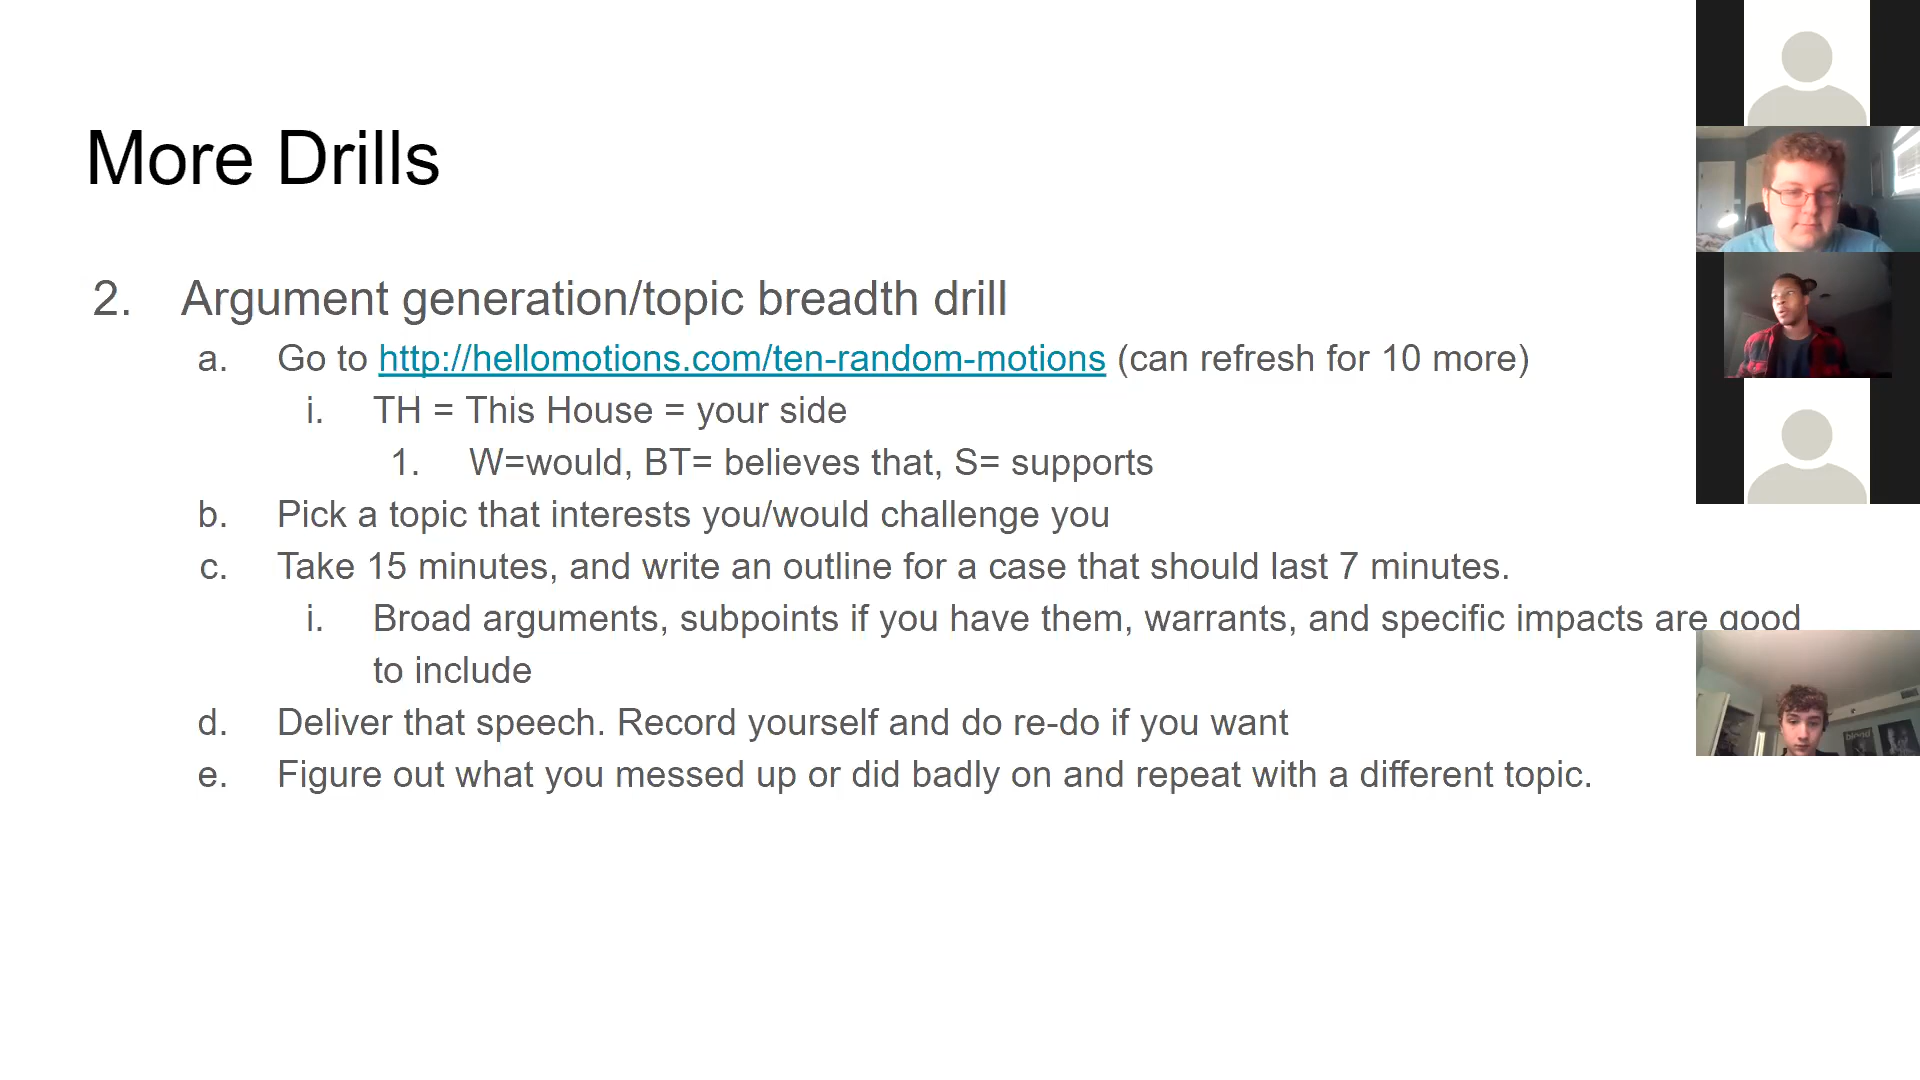 More Drills
2. Argument generation/topic breadth drill
a. Go to http://hellomotions.com/ten-random-motions (can refresh for 10 more)
i. TH = This House = your side
1. W=would, BT= believes that, S= supports
b. Pick a topic that interests you/would challenge you
c. Take 15 minutes, and write an outline for a case that should last 7 minutes.
i. Broad arguments, subpoints if you have them, warrants, and specific impacts are good
to include
d. Deliver that speech. Record yourself and do re-do if you want
e. Figure out what you messed up or did badly on and repeat with a different topic.